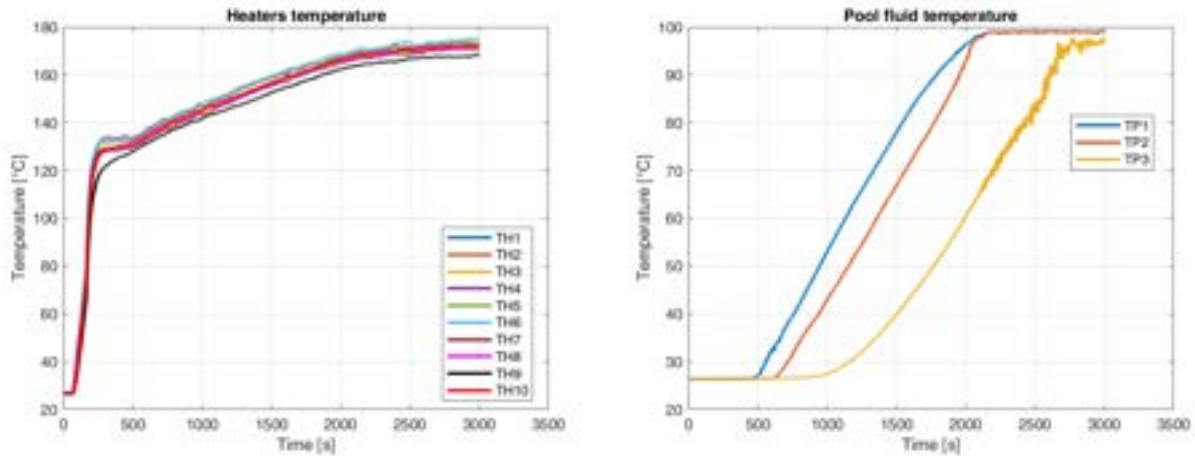 Heaters temperature
180
160
140
120
100
80
60
40
20
Temperature [°C]
TH1
TH2
TH3
TH4
TH5
TH6
TH7
TH8
TH9
TH10
0
500
1000
1500
2000
2500
3000
3500
Time [s]
Pool fluid temperature
100
90
80
70
60
50
40
30
20
Temperature [°C]
TP1
TP2
TP3
0
500
1000
1500
2000
2500
3000
3500
Time [s]